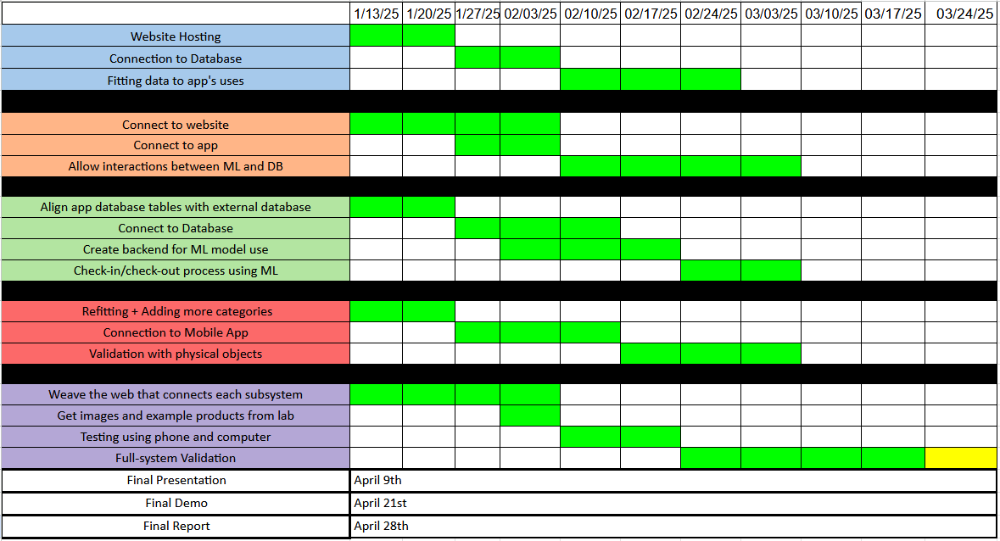 1/13/25 1/20/25 1/27/25 02/03/25 02/10/25 02/17/25 02/24/25 03/03/25 03/10/25 03/17/25 03/24/25
Website Hosting
Connection to Database
Fitting data to app's uses
Connect to website
Connect to app
Allow interactions between ML and DB
Align app database tables with external database
Connect to Database
Create backend for ML model use
Check-in/check-out process using ML
Refitting + Adding more categories
Connection to Mobile App
Validation with physical objects
Weave the web that connects each subsystem
Get images and example products from lab
Testing using phone and computer
Full-system Validation
Final Presentation April 9th
Final Demo April 21st
Final Report April 28th